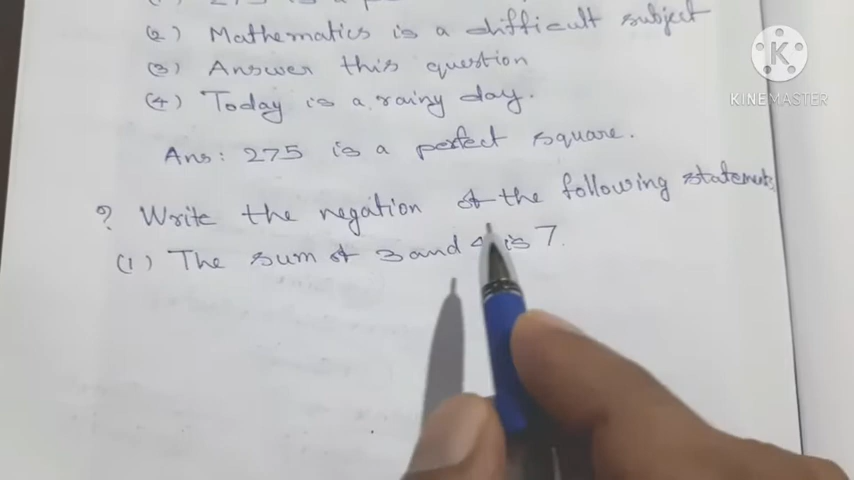 (2) Mathematics is a difficult subject
(3) Answer this question
(4) Today is a rainy day.
Ans: 275 is a perfect square.
? Write the negation of the following statements
(1) The sum of 3 and 4 is 7.
K
KINEMASTER